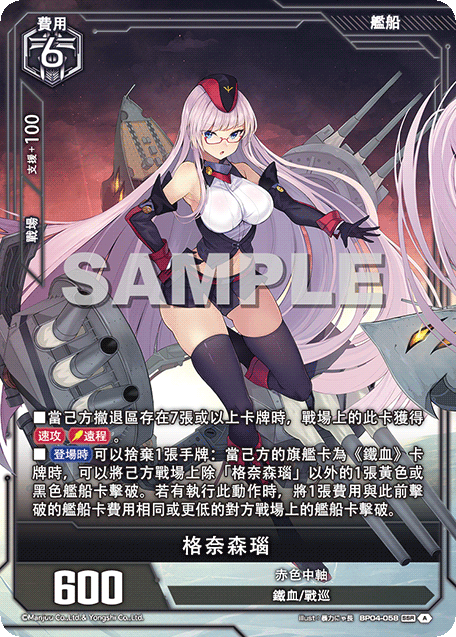 費用
6
艦船
支援+100
戰場
SAMPLE
■當己方撤退區存在7張或以上卡牌時，戰場上的此卡獲得
速攻 遠程。
■登場時可以捨棄1張手牌：當己方的旗艦卡為《鐵血》卡
牌時，可以將己方戰場上除「格奈森瑙」以外的1張黃色或
黑色艦船卡擊破。若有執行此動作時，將1張費用與此前擊
破的艦船卡費用相同或更低的對方戰場上的艦船卡擊破。
格奈森瑙
600
赤色中軸
鐵血/戰巡
©Manjuu Co.,Ltd. & Yongshi Co.,Ltd.
illust 暴力にゃ長 BP04-058 SSR A